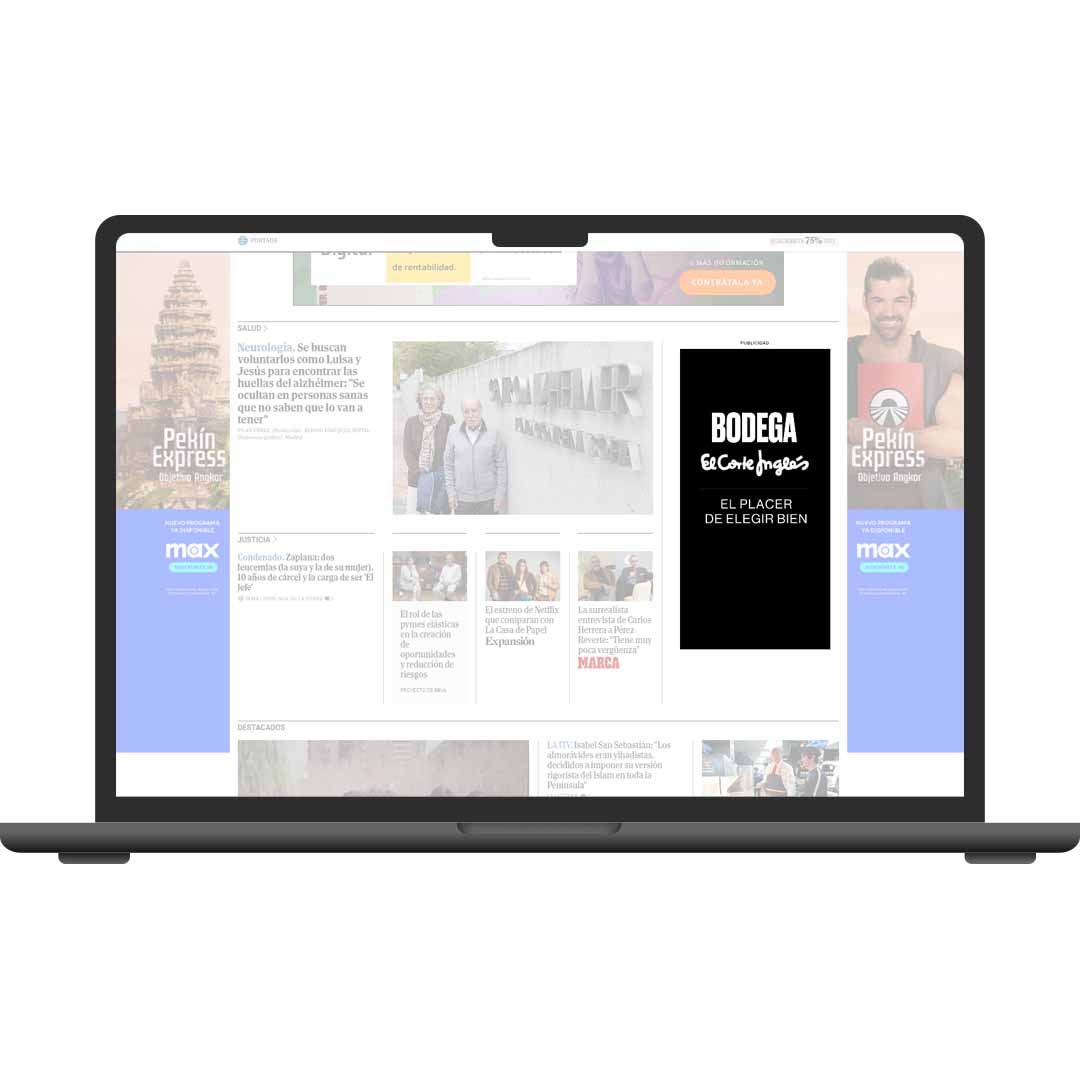 PORTADA
SUSCRÍBETE 75% DTO.
Digital
de rentabilidad.
MÁS INFORMACIÓN
CONTRÁTALA YA
SALUD >
Neurología. Se buscan
voluntarios como Luisa y
Jesús para encontrar las
huellas del alzhéimer: "Se
ocultan en personas sanas
que no saben que lo van a
tener"
PUBLICIDAD
BODEGA
El Corte Inglés
EL PLACER
DE ELEGIR BIEN
Pekín
Express
Objetivo Angkor
NUEVO PROGRAMA
YA DISPONIBLE
max
Pekín
Express
Objetivo Angkor
NUEVO PROGRAMA
YA DISPONIBLE
max
JUSTICIA >
Condenado. Zaplana: dos
leucemias (la suya y la de su mujer),
10 años de cárcel y la carga de ser 'El
Jefe'
El rol de las
pymes elásticas
en la creación
de
oportunidades
y reducción de
riesgos
PROYECTO DE BBVA
El estreno de Netflix
que comparan con
La Casa de Papel
Expansión
La surrealista
entrevista de Carlos
Herrera a Pérez-
Reverte: "Tiene muy
poca vergüenza"
MARCA
DESTACADOS
LA TIV. Isabel San Sebastián: "Los
almorávides eran yihadistas,
decididos a imponer su versión
rigorista del Islam en toda la
Península"